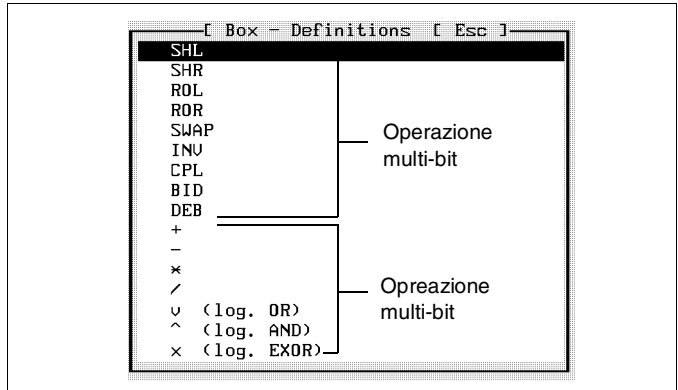 [ Box - Definitions [ Esc ]
SHL
SHR
ROL
ROR
SWAP
INV
CPL
BID
DEB
Operazione
multi-bit
+
-
*
/
v (log. OR)
^ (log. AND)
x (log. EXOR)
Opreazione
multi-bit